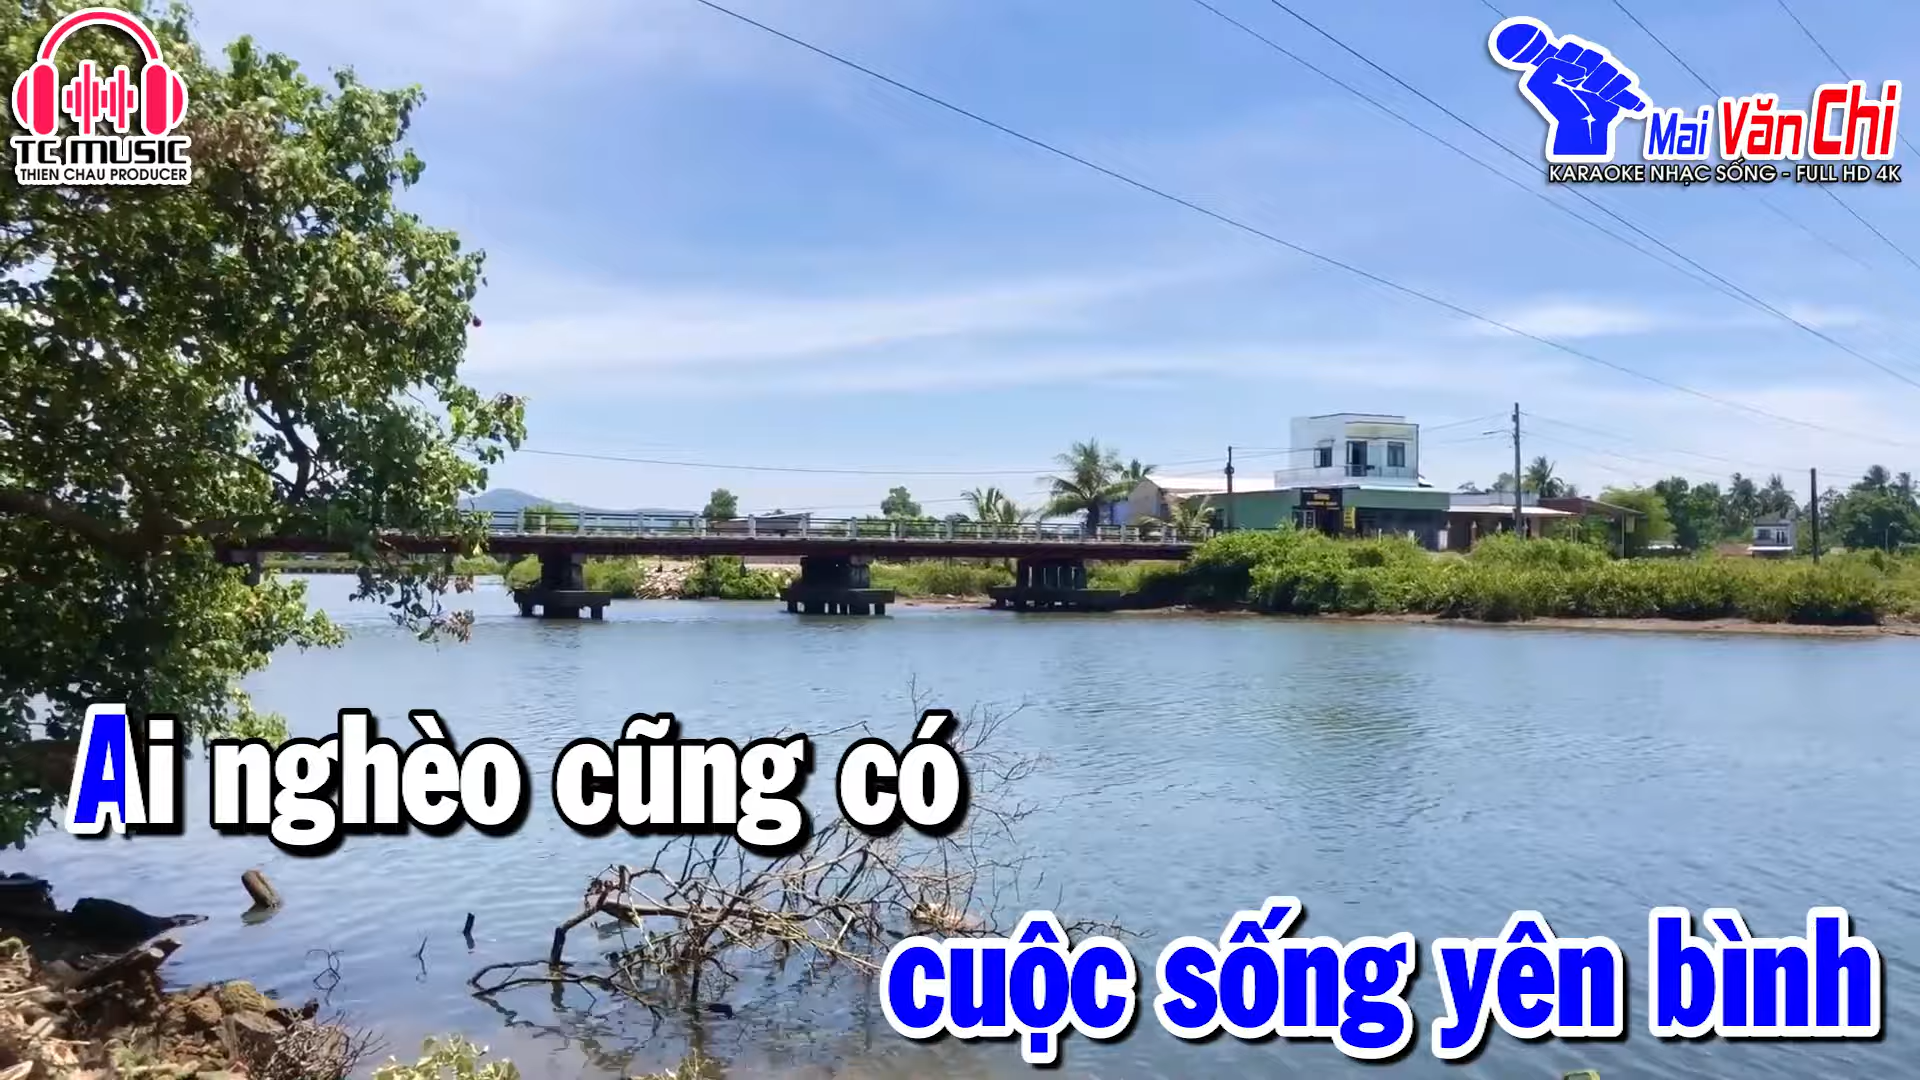 TC MUSIC
THIEN CHAU PRODUCER
Mai Văn Chi
KARAOKE NHẠC SỐNG - FULL HD 4K
Ai nghèo cũng có
cuộc sống yên bình